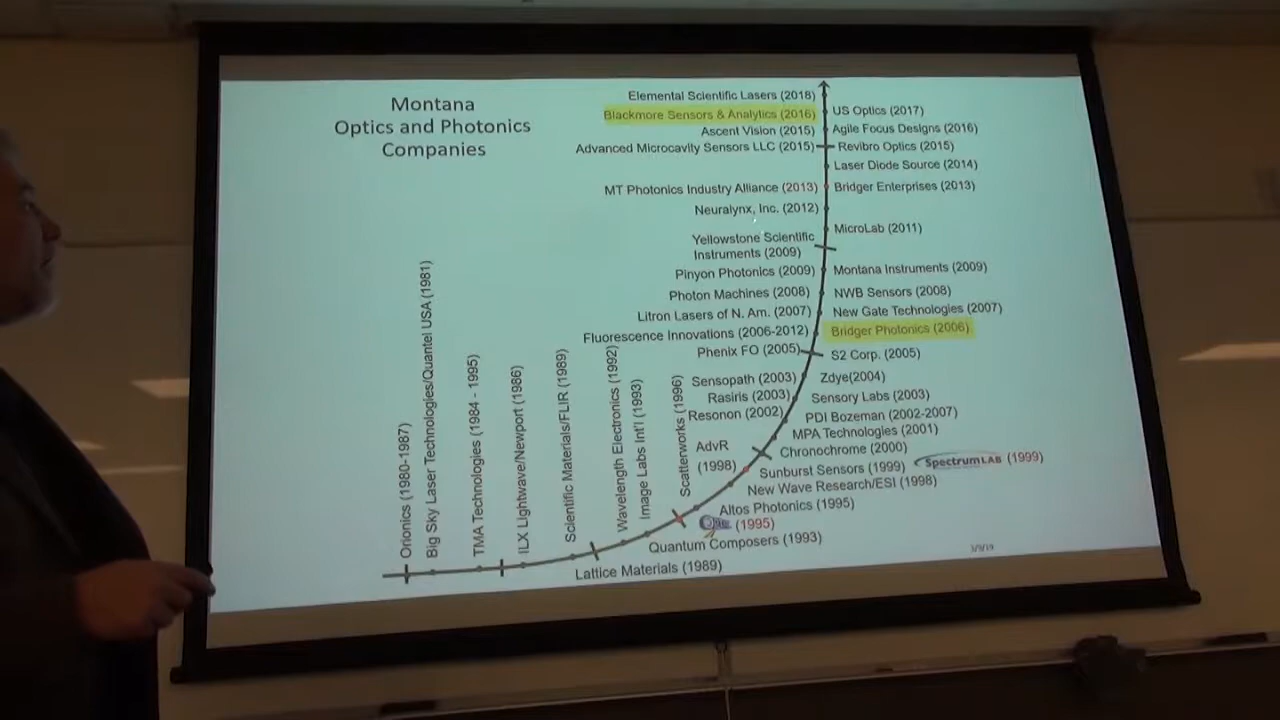 Montana
Optics and Photonics
Companies
Elemental Scientific Lasers (2018)
Blackmore Sensors & Analytics (2016)
Ascent Vision (2015)
Advanced Microcavity Sensors LLC (2015)
MT Photonics Industry Alliance (2013)
Neuralynx, Inc. (2012)
Yellowstone Scientific
Instruments (2009)
Pinyon Photonics (2009)
Photon Machines (2008)
Litron Lasers of N. Am. (2007)
Fluorescence Innovations (2006-2012)
Phenix FO (2005)
Sensopath (2003)
Rasiris (2003)
Resonon (2002)
AdvR
(1998)
US Optics (2017)
Agile Focus Designs (2016)
Revibro Optics (2015)
Laser Diode Source (2014)
Bridger Enterprises (2013)
MicroLab (2011)
Montana Instruments (2009)
NWB Sensors (2008)
New Gate Technologies (2007)
Bridger Photonics (2006)
S2 Corp. (2005)
Zdye(2004)
Sensory Labs (2003)
PDI Bozeman (2002-2007)
MPA Technologies (2001)
Chronochrome (2000)
Sunburst Sensors (1999)
SPECTRUMLAB (1999)
New Wave Research/ESI (1998)
Altos Photonics (1995)
(1995)
Quantum Composers (1993)
Lattice Materials (1989)
Orionics (1980-1987)
Big Sky Laser Technologies/Quantel USA (1981)
TMA Technologies (1984 - 1995)
ILX Lightwave/Newport (1986)
Scientific Materials/FLIR (1989)
Wavelength Electronics (1992)
Image Labs Int'l (1993)
Scatterworks (1996)